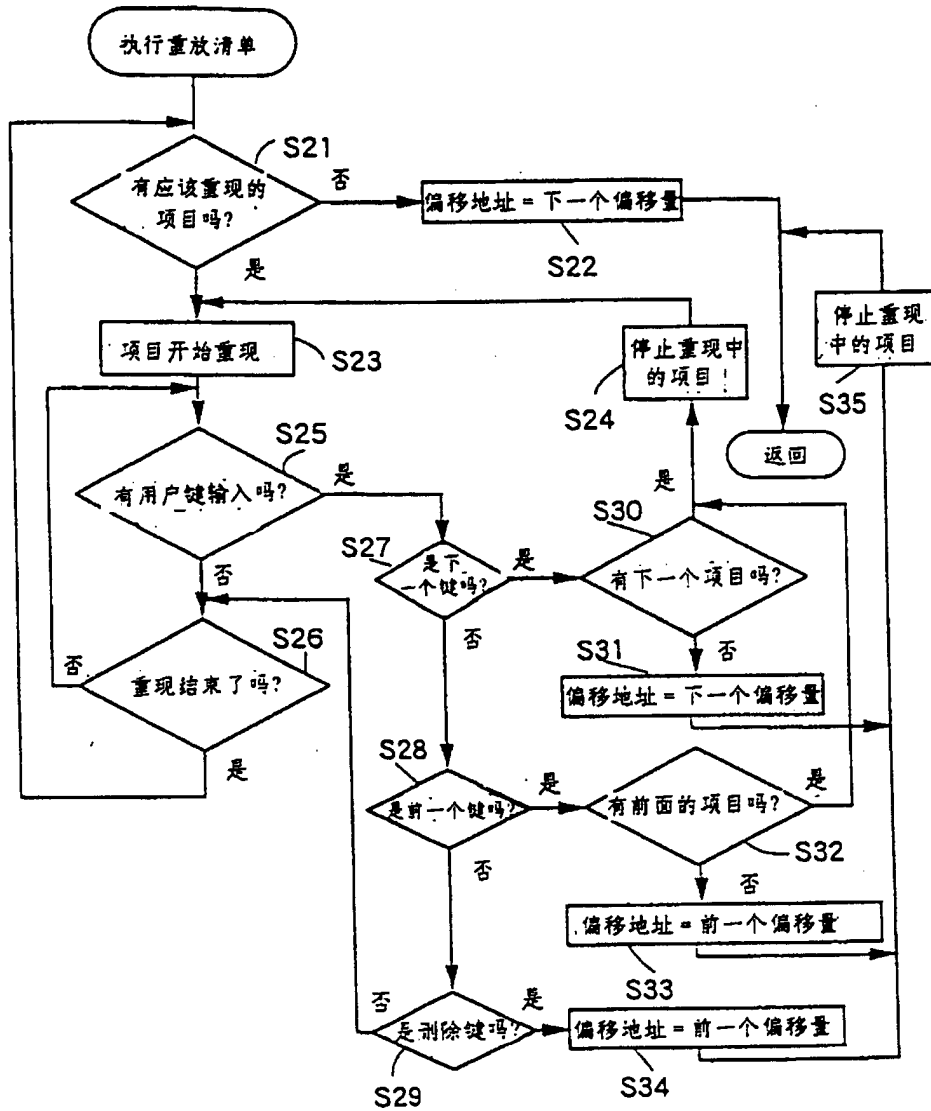 执行重放清单
S21
有应该重现的
项目吗?
否
偏移地址=下一个偏移量
S22
是
项目开始重现
S23
停止重现中
的项目
S24
停止重现
中的项目
S35
返回
S25
有用户键输入吗?
是
否
S27
是下
一个键吗?
是
否
S30
有下一个项目吗?
是
否
S26
重现结束了吗?
否
是
S31
偏移地址=下一个偏移量
S28
是前一个键吗?
是
否
有前面的项目吗?
是
S32
否
偏移地址=前一个偏移量
S33
否
是删除键吗?
是
S29
偏移地址=前一个偏移量
S34